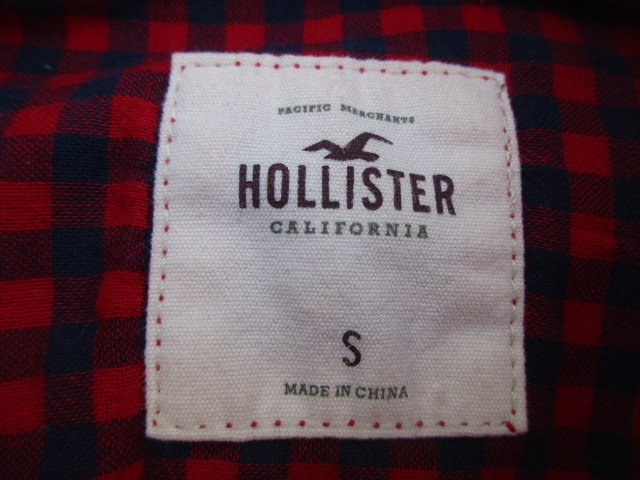 PACIFIC MERCHANTS
HOLLISTER
CALIFORNIA
S
MADE IN CHINA